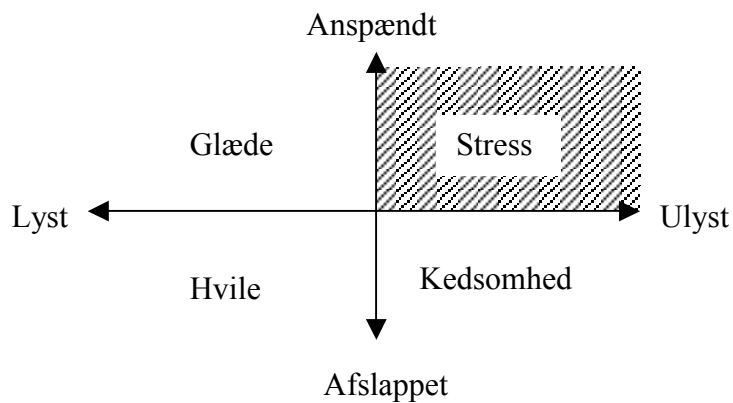 Anspændt
Glæde
Stress
Lyst
Ulyst
Hvile
Kedsomhed
Afslappet